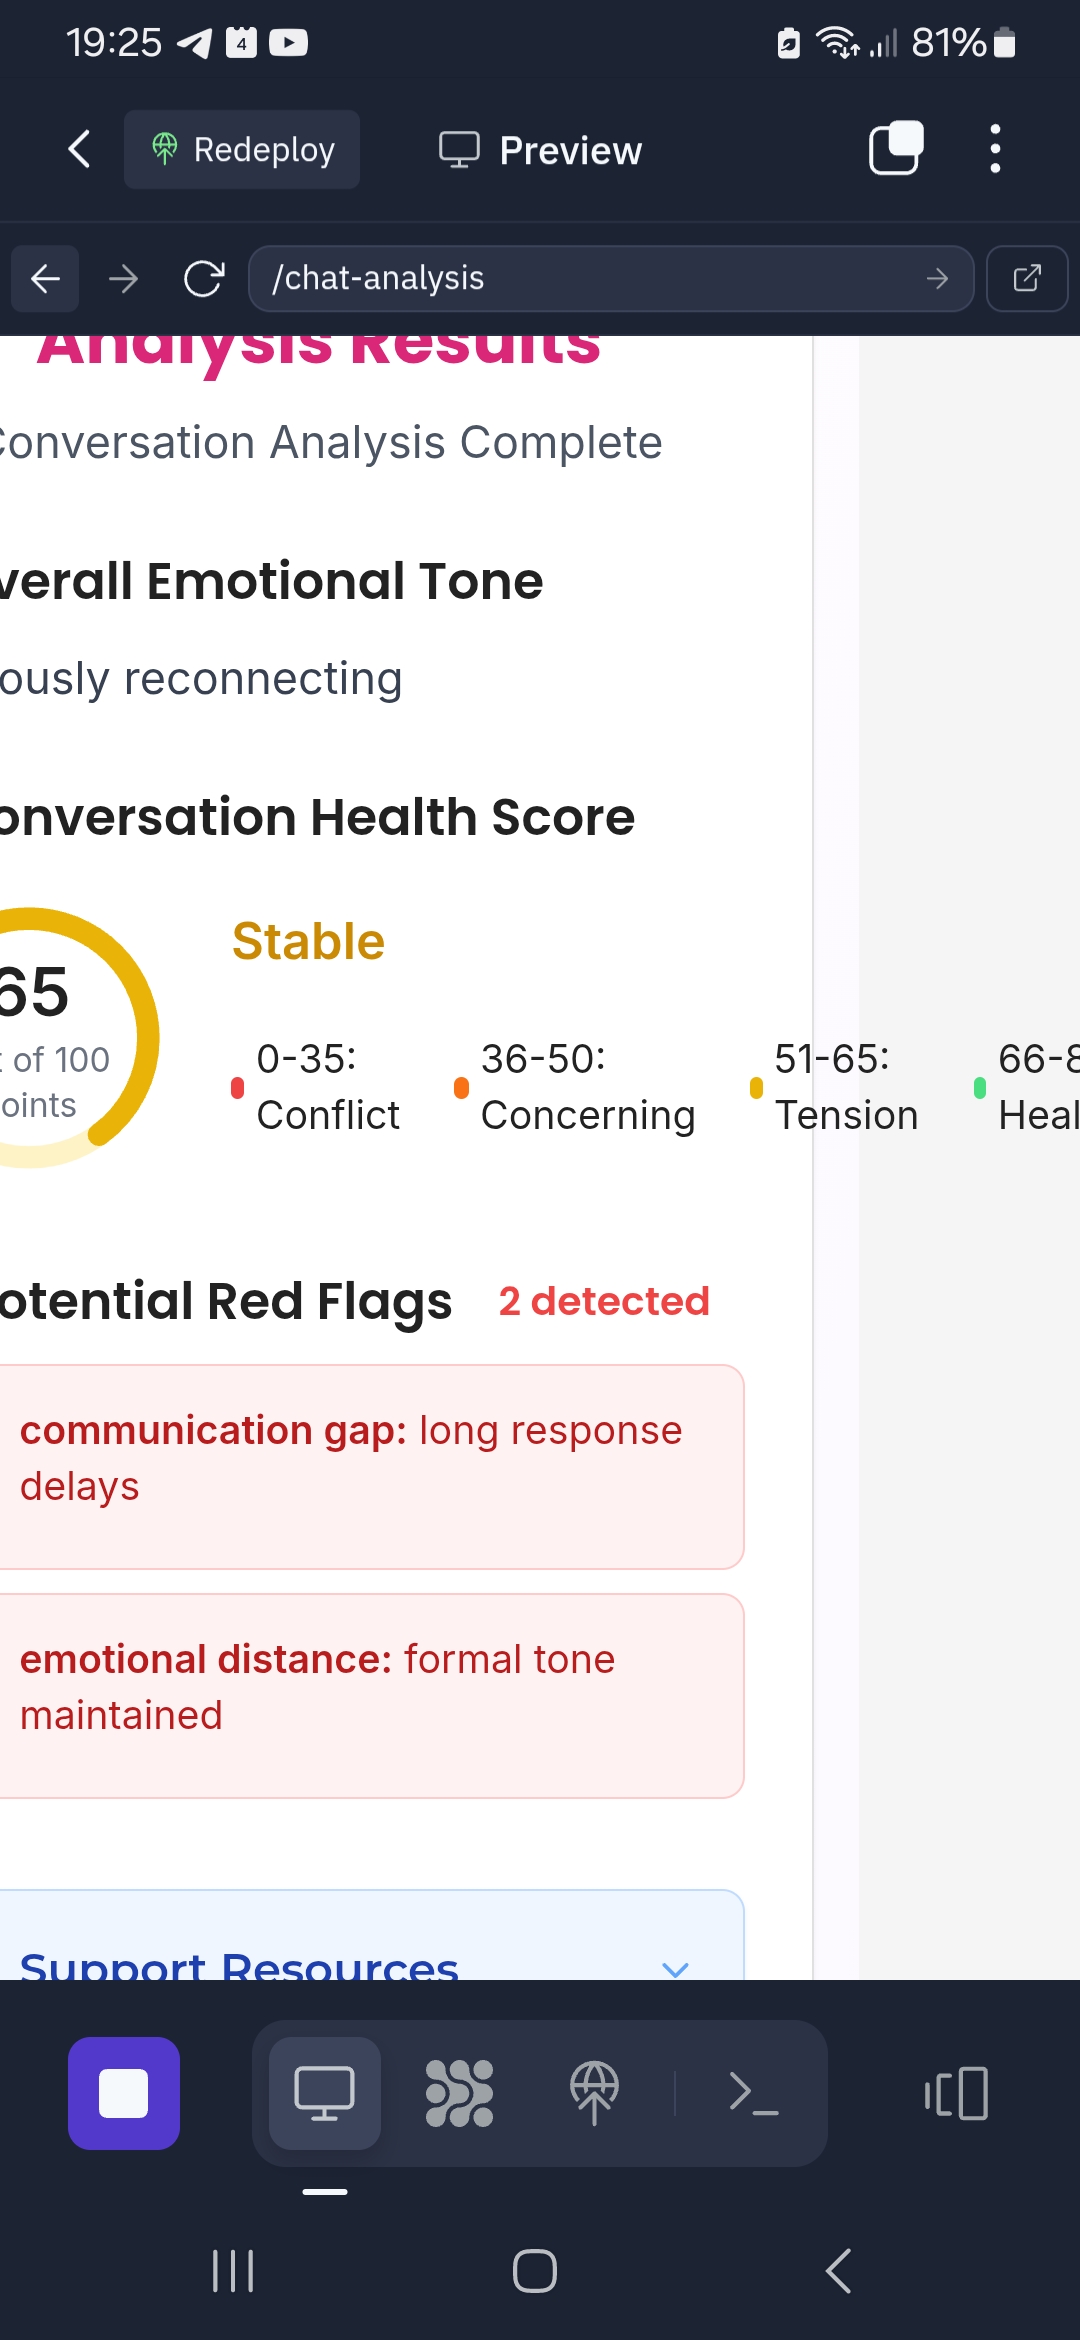 19:25
4
81%
Redeploy
Preview
/chat-analysis
Analysis Results
Conversation Analysis Complete
verall Emotional Tone
ously reconnecting
onversation Health Score
65
t of 100
oints
Stable
0-35:
Conflict
36-50:
Concerning
51-65:
Tension
66-8
Heal
otential Red Flags
2 detected
communication gap: long response
delays
emotional distance: formal tone
maintained
Support Resources